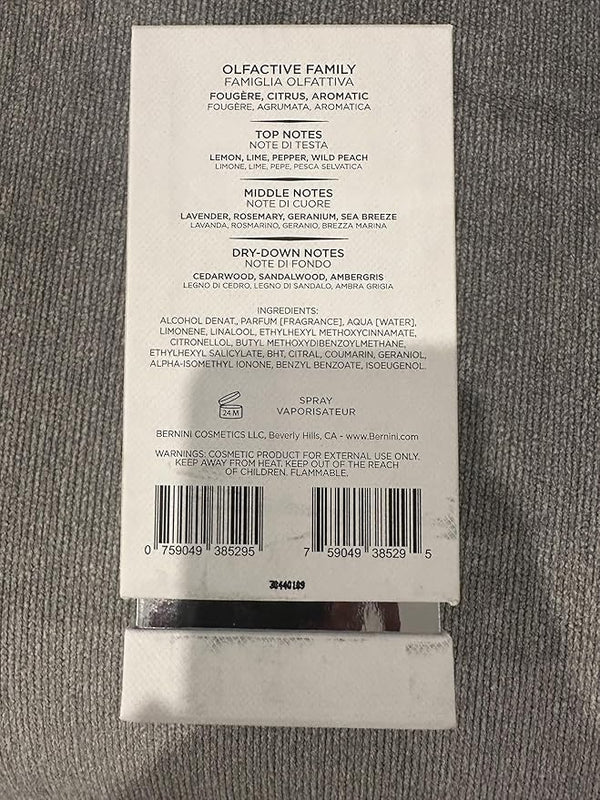 OLFACTIVE FAMILY
FAMIGLIA OLFATTIVA
FOUGÈRE, CITRUS, AROMATIC
FOUGÈRE, AGRUMATA, AROMATICA
TOP NOTES
NOTE DI TESTA
LEMON, LIME, PEPPER, WILD PEACH
LIMONE, LIME, PEPE, PESCA SELVATICA
MIDDLE NOTES
NOTE DI CUORE
LAVENDER, ROSEMARY, GERANIUM, SEA BREEZE
LAVANDA, ROSMARINO, GERANIO, BREZZA MARINA
DRY-DOWN NOTES
NOTE DI FONDO
CEDARWOOD, SANDALWOOD, AMBERGRIS
LEGNO DI CEDRO, LEGNO DI SANDALO, AMBRA GRIGIA
INGREDIENTS:
ALCOHOL DENAT., PARFUM [FRAGRANCE], AQUA [WATER],
LIMONENE, LINALOOL, ETHYLHEXYL METHOXYCINNAMATE,
CITRONELLOL, BUTYL METHOXYDIBENZOYLMETHANE,
ETHYLHEXYL SALICYLATE, BHT, CITRAL, COUMARIN, GERANIOL,
ALPHA-ISOMETHYL IONONE, BENZYL BENZOATE, ISOEUGENOL.
24 M
SPRAY
VAPORISATEUR
BERNINI COSMETICS LLC, Beverly Hills, CA - www.Bernini.com
WARNINGS: COSMETIC PRODUCT FOR EXTERNAL USE ONLY.
KEEP AWAY FROM HEAT. KEEP OUT OF THE REACH
OF CHILDREN. FLAMMABLE.
0 759049 385295
7 59049 38529 5